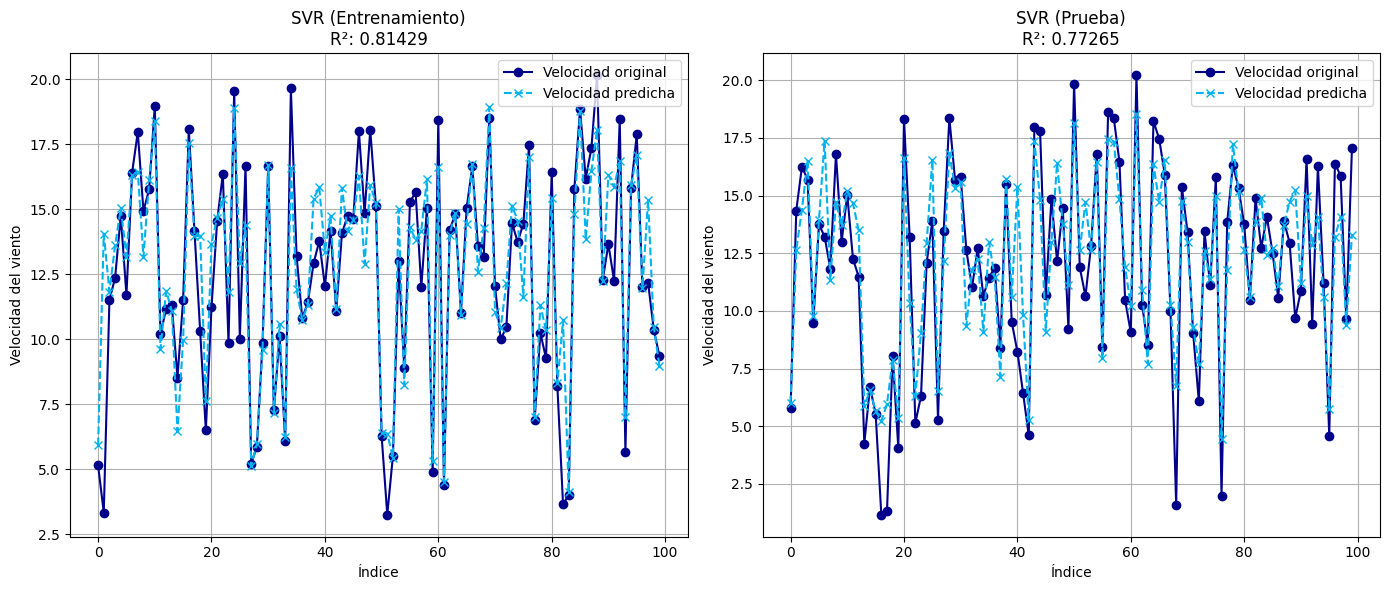 SVR (Entrenamiento)
R²: 0.81429
Velocidad original
Velocidad predicha
Velocidad del viento
20.0
17.5
15.0
12.5
10.0
7.5
5.0
2.5
0
20
40
60
80
100
Índice
SVR (Prueba)
R²: 0.77265
Velocidad original
Velocidad predicha
Velocidad del viento
20.0
17.5
15.0
12.5
10.0
7.5
5.0
2.5
0
20
40
60
80
100
Índice